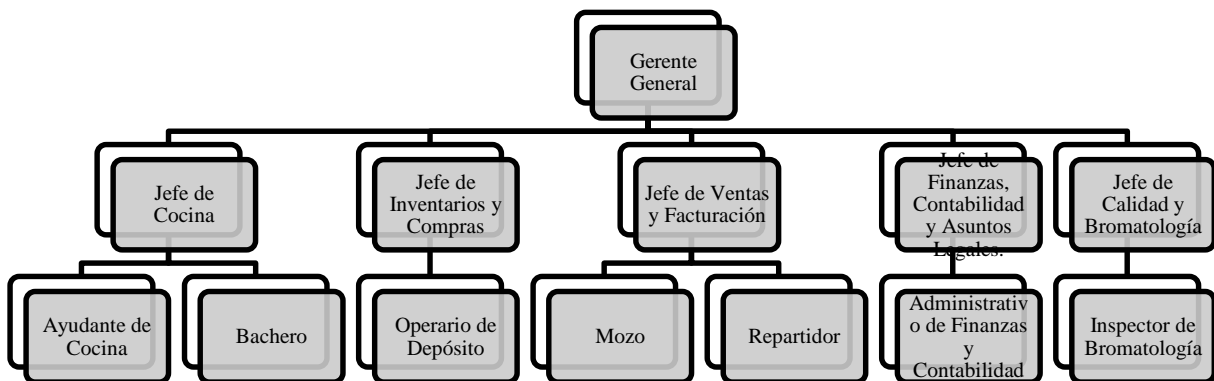 Gerente
General
Jefe de
Cocina
Jefe de
Inventarios y
Compras
Jefe de Ventas
y Facturación
Jefe de
Finanzas,
Contabilidad
y Asuntos
Legales.
Jefe de
Calidad y
Bromatología
Ayudante de
Cocina
Bachero
Operario de
Depósito
Mozo
Repartidor
Administrativ
o de Finanzas
y
Contabilidad
Inspector de
Bromatología